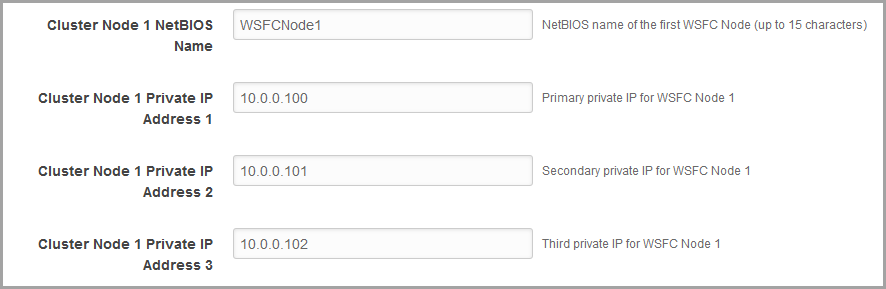 Cluster Node 1 NetBIOS Name
WSFCNode1
NetBIOS name of the first WSFC Node (up to 15 characters)
Cluster Node 1 Private IP Address 1
10.0.0.100
Primary private IP for WSFC Node 1
Cluster Node 1 Private IP Address 2
10.0.0.101
Secondary private IP for WSFC Node 1
Cluster Node 1 Private IP Address 3
10.0.0.102
Third private IP for WSFC Node 1